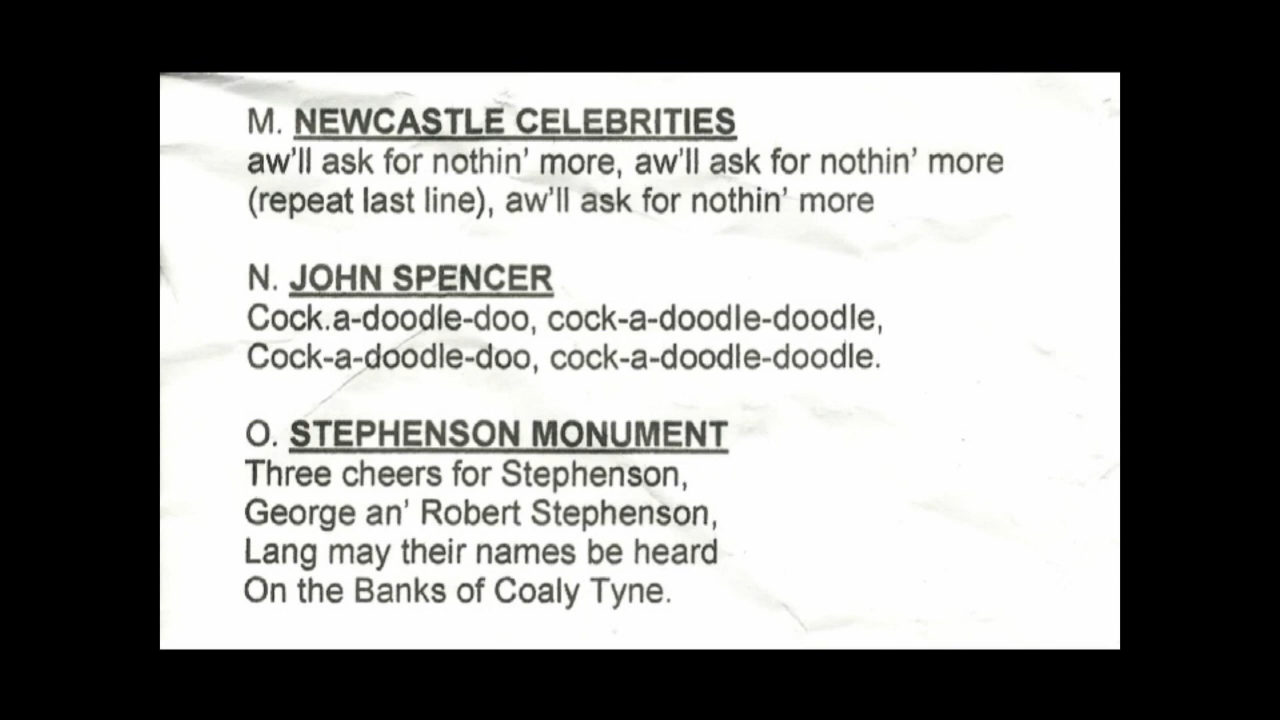 M. NEWCASTLE CELEBRITIES
aw'll ask for nothin' more, aw'll ask for nothin' more
(repeat last line), aw'll ask for nothin' more
N. JOHN SPENCER
Cock.a-doodle-doo, cock-a-doodle-doodle,
Cock-a-doodle-doo, cock-a-doodle-doodle.
O. STEPHENSON MONUMENT
Three cheers for Stephenson,
George an' Robert Stephenson,
Lang may their names be heard
On the Banks of Coaly Tyne.